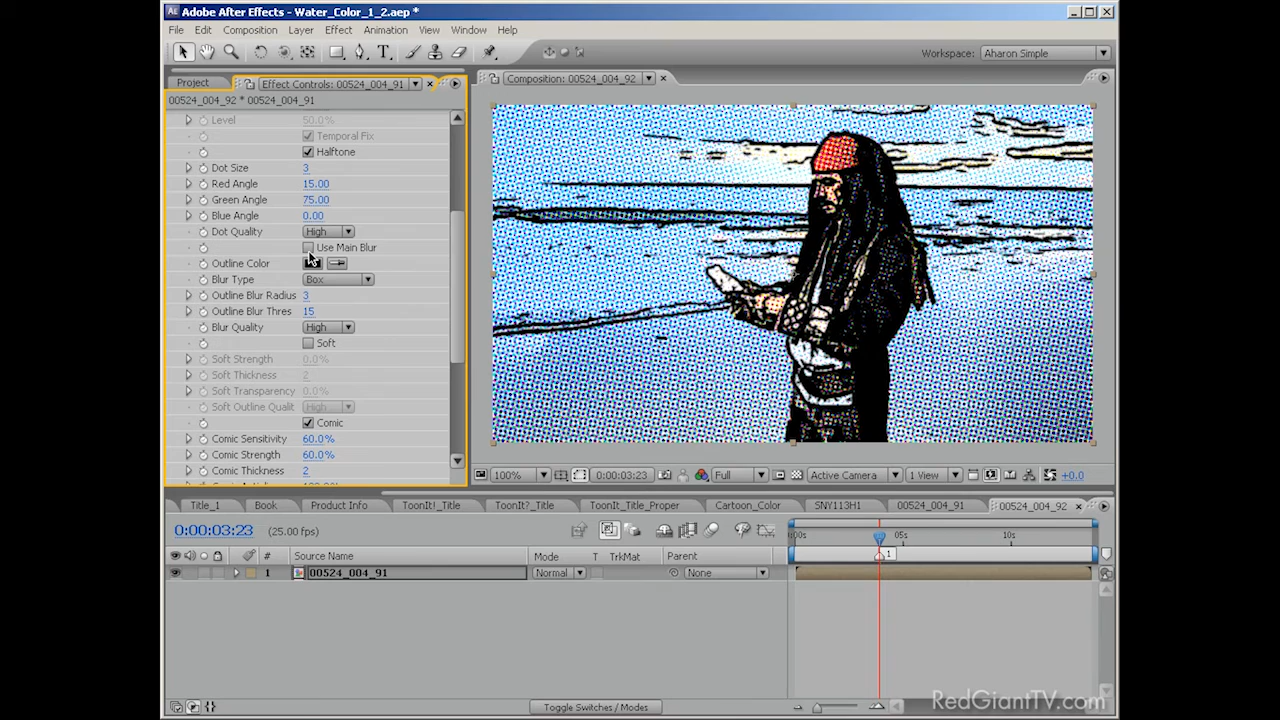 Adobe After Effects - Water_Color_1_2.aep *
File Edit Composition Layer Effect Animation View Window Help
Workspace: Aharon Simple
Project Effect Controls: 00524_004_91
Composition: 00524_004_92
00524_004_92 * 00524_004_91
Level 50.0%
Temporal Fix
Halftone
Dot Size 3
Red Angle 15.00
Green Angle 75.00
Blue Angle 0.00
Dot Quality High
Use Main Blur
Outline Color
Blur Type Box
Outline Blur Radius 3
Outline Blur Thres 15
Blur Quality High
Soft
Soft Strength 0.0%
Soft Thickness 2
Soft Transparency 0.0%
Soft Outline Qualit High
Comic
Comic Sensitivity 60.0%
Comic Strength 60.0%
Comic Thickness 2
100% 0:00:03:23 Full Active Camera 1 View +0.0
Title_1 Book Product Info ToonIt!_Title ToonIt?_Title ToonIt_Title_Proper Cartoon_Color SNY113H1 00524_004_91 00524_004_92
0:00:03:23 (25.00 fps)
:00s 05s 10s
1
# Source Name Mode T TrkMat Parent
1 00524_004_91 Normal None
Toggle Switches / Modes
RedGiantTV.com